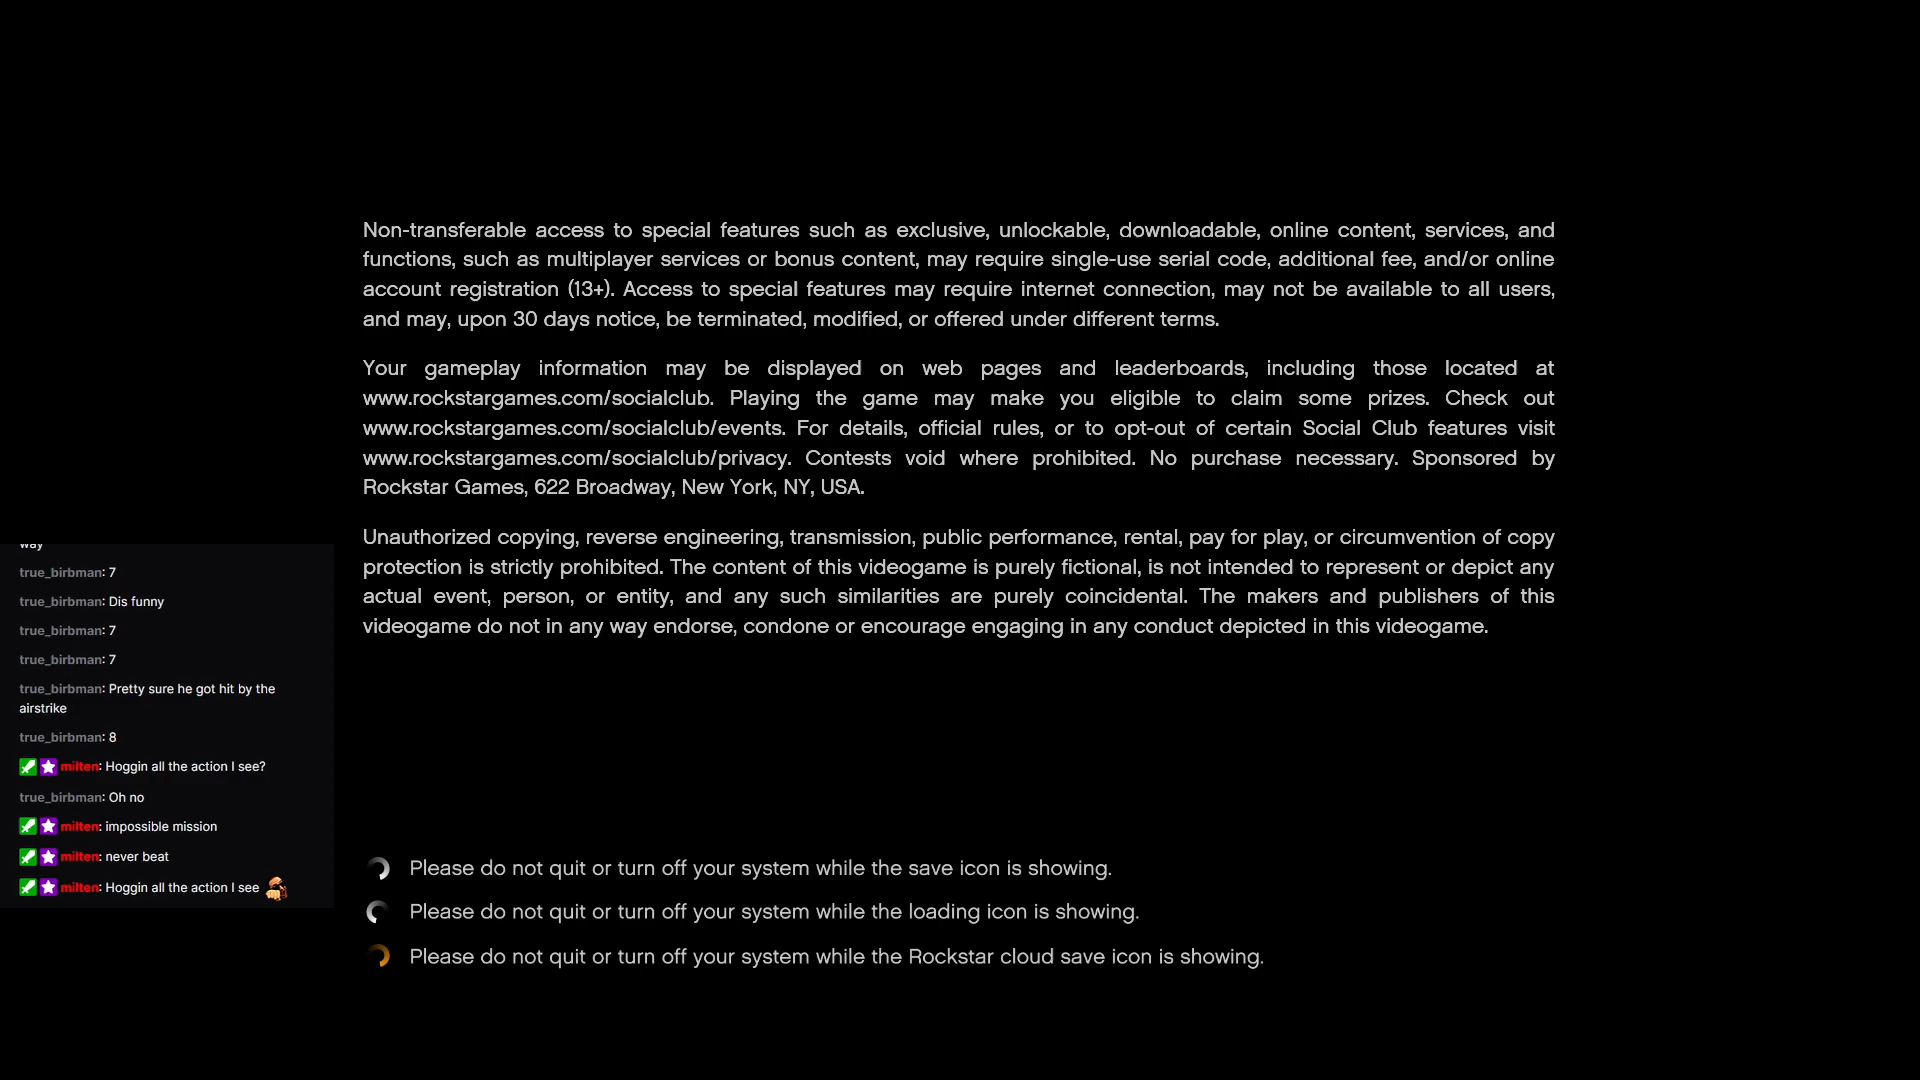 Non-transferable access to special features such as exclusive, unlockable, downloadable, online content, services, and
functions, such as multiplayer services or bonus content, may require single-use serial code, additional fee, and/or online
account registration (13+). Access to special features may require internet connection, may not be available to all users,
and may, upon 30 days notice, be terminated, modified, or offered under different terms.
Your gameplay information may be displayed on web pages and leaderboards, including those located at
www.rockstargames.com/socialclub. Playing the game may make you eligible to claim some prizes. Check out
www.rockstargames.com/socialclub/events. For details, official rules, or to opt-out of certain Social Club features visit
www.rockstargames.com/socialclub/privacy. Contests void where prohibited. No purchase necessary. Sponsored by
Rockstar Games, 622 Broadway, New York, NY, USA.
Unauthorized copying, reverse engineering, transmission, public performance, rental, pay for play, or circumvention of copy
protection is strictly prohibited. The content of this videogame is purely fictional, is not intended to represent or depict any
actual event, person, or entity, and any such similarities are purely coincidental. The makers and publishers of this
videogame do not in any way endorse, condone or encourage engaging in any conduct depicted in this videogame.
way
true_birbman: 7
true_birbman: Dis funny
true_birbman: 7
true_birbman: 7
true_birbman: Pretty sure he got hit by the
airstrike
true_birbman: 8
milten: Hoggin all the action I see?
true_birbman: Oh no
milten: impossible mission
milten: never beat
milten: Hoggin all the action I see
Please do not quit or turn off your system while the save icon is showing.
Please do not quit or turn off your system while the loading icon is showing.
Please do not quit or turn off your system while the Rockstar cloud save icon is showing.